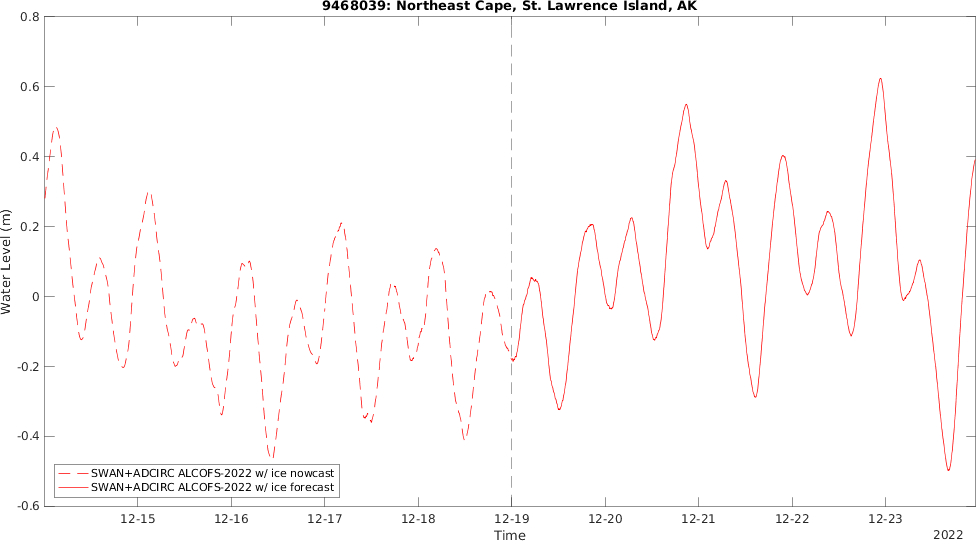 9468039: Northeast Cape, St. Lawrence Island, AK
Water Level (m)
0.8
0.6
0.4
0.2
0
-0.2
-0.4
-0.6
SWAN+ADCIRC ALCOFS-2022 w/ ice nowcast
SWAN+ADCIRC ALCOFS-2022 w/ ice forecast
12-15 12-16 12-17 12-18 12-19 12-20 12-21 12-22 12-23
Time
2022